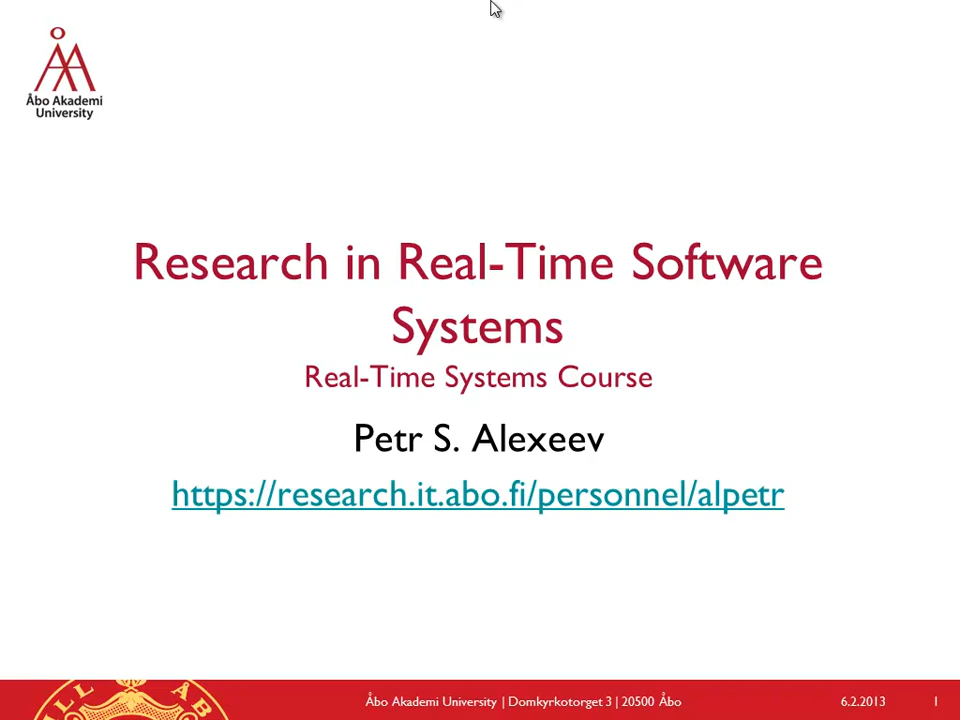 Åbo Akademi
University
Research in Real-Time Software
Systems
Real-Time Systems Course
Petr S. Alexeev
https://research.it.abo.fi/personnel/alpetr
Åbo Akademi University | Domkyrkotorget 3 | 20500 Åbo
6.2.2013
1